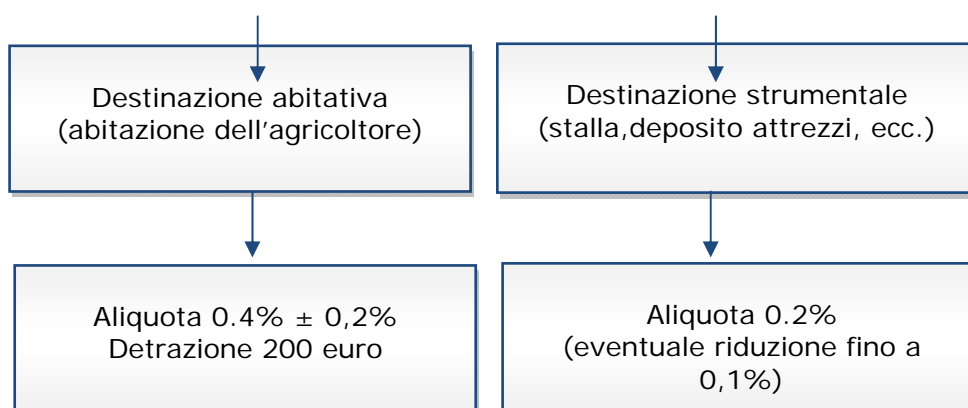 Destinazione abitativa
(abitazione dell'agricoltore)
Destinazione strumentale
(stalla,deposito attrezzi, ecc.)
Aliquota 0.4% ± 0,2%
Detrazione 200 euro
Aliquota 0.2%
(eventuale riduzione fino a
0,1%)